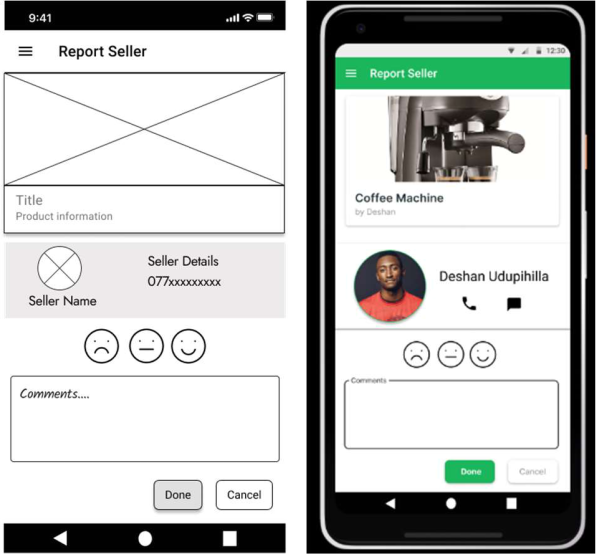 9:41
Report Seller
Title
Product information
Seller Details
077xxxxxxxxx
Seller Name
Comments....
Done
Cancel
12:30
Report Seller
Coffee Machine
by Deshan
Deshan Udupihilla
Comments
Done
Cancel